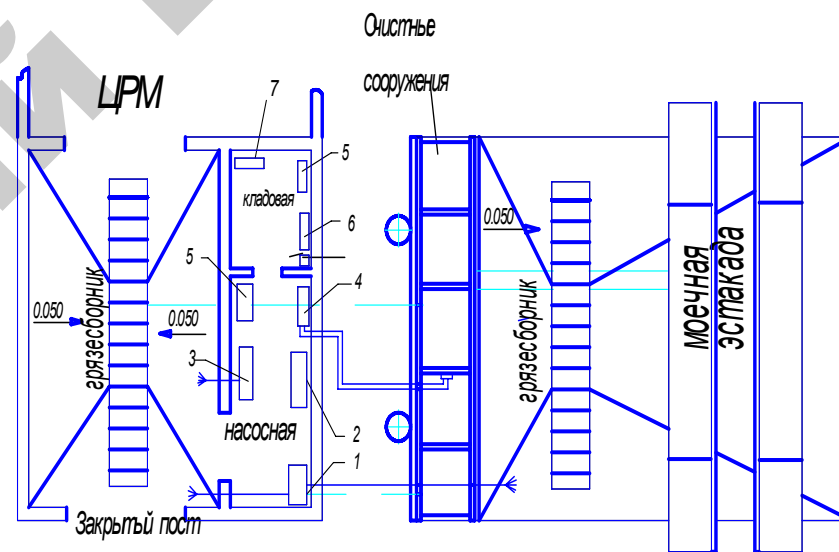 Очистные
сооружения
ЦРМ
7
5
кладовая
6
5
4
0.050
0.050
грязесборник
0.050
грязесборник
моечная
эстакада
3
насосная
2
1
Закрытый пост